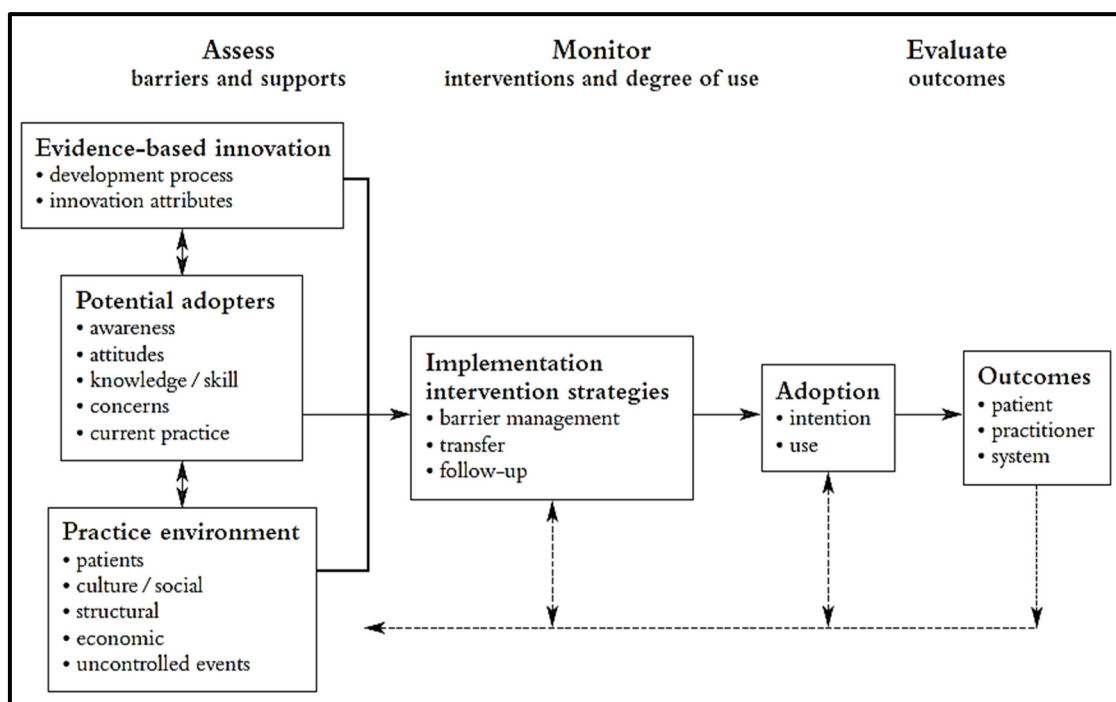 Assess
barriers and supports
Monitor
interventions and degree of use
Evaluate
outcomes
Evidence-based innovation
• development process
• innovation attributes
Potential adopters
• awareness
• attitudes
• knowledge / skill
• concerns
• current practice
Practice environment
• patients
• culture / social
• structural
• economic
• uncontrolled events
Implementation
intervention strategies
• barrier management
• transfer
• follow-up
Adoption
• intention
• use
Outcomes
• patient
• practitioner
• system